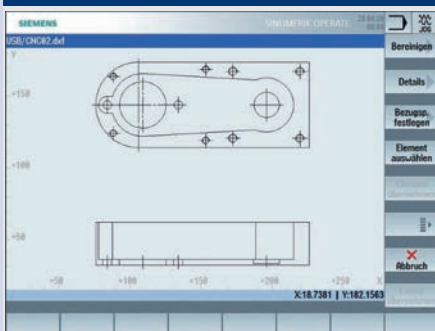 SIEMENS
SINUMERIK OPERATE
JOG
USB/CNC02.dxf
Bereinigen
Y
Details
+150
Bezugsp.
festlegen
Element
auswählen
+100
+50
Abbruch
+50 +100 +150 +200 +250 X
X:18.7381 | Y:182.1563